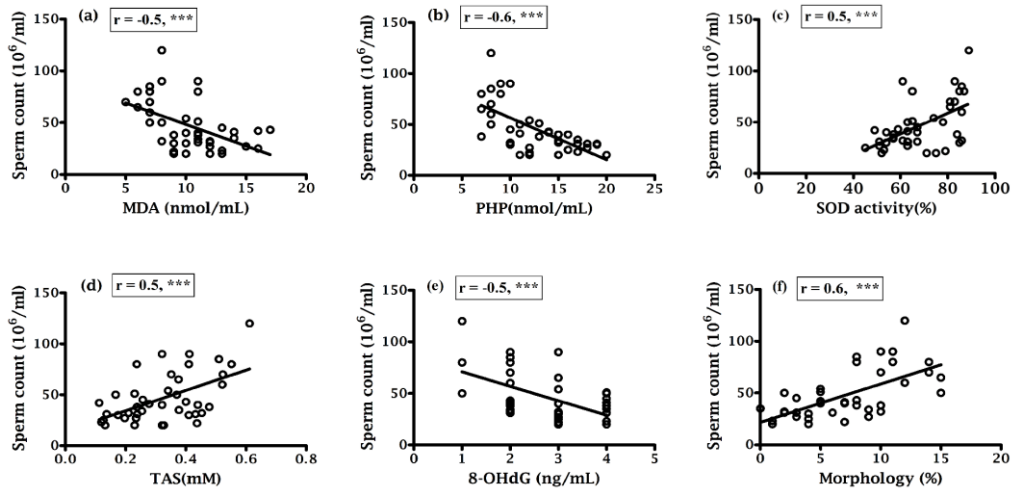 (a) r = -0.5, ***
Sperm count (10⁶/ml)
150
100
50
0
0 5 10 15 20
MDA (nmol/mL)
(b) r = -0.6, ***
Sperm count (10⁶/ml)
150
100
50
0
0 5 10 15 20 25
PHP(nmol/mL)
(c) r = 0.5, ***
Sperm count (10⁶/ml)
150
100
50
0
0 20 40 60 80 100
SOD activity(%)
(d) r = 0.5, ***
Sperm count (10⁶/ml)
150
100
50
0
0.0 0.2 0.4 0.6 0.8
TAS(mM)
(e) r = -0.5, ***
Sperm count (10⁶/ml)
150
100
50
0
0 1 2 3 4 5
8-OHdG (ng/mL)
(f) r = 0.6, ***
Sperm count (10⁶/ml)
150
100
50
0
0 5 10 15 20
Morphology (%)